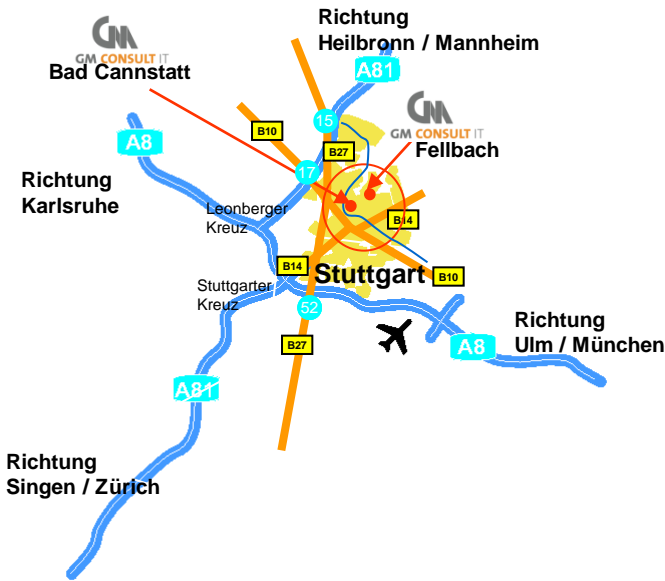 Richtung
Heilbronn / Mannheim
GM
GM CONSULT IT
Bad Cannstatt
A81
GM
GM CONSULT IT
Fellbach
15
B10
B27
A8
17
Richtung
Karlsruhe
Leonberger
Kreuz
B14
B14
Stuttgart
B10
Stuttgarter
Kreuz
52
B27
A8
Richtung
Ulm / München
A81
Richtung
Singen / Zürich